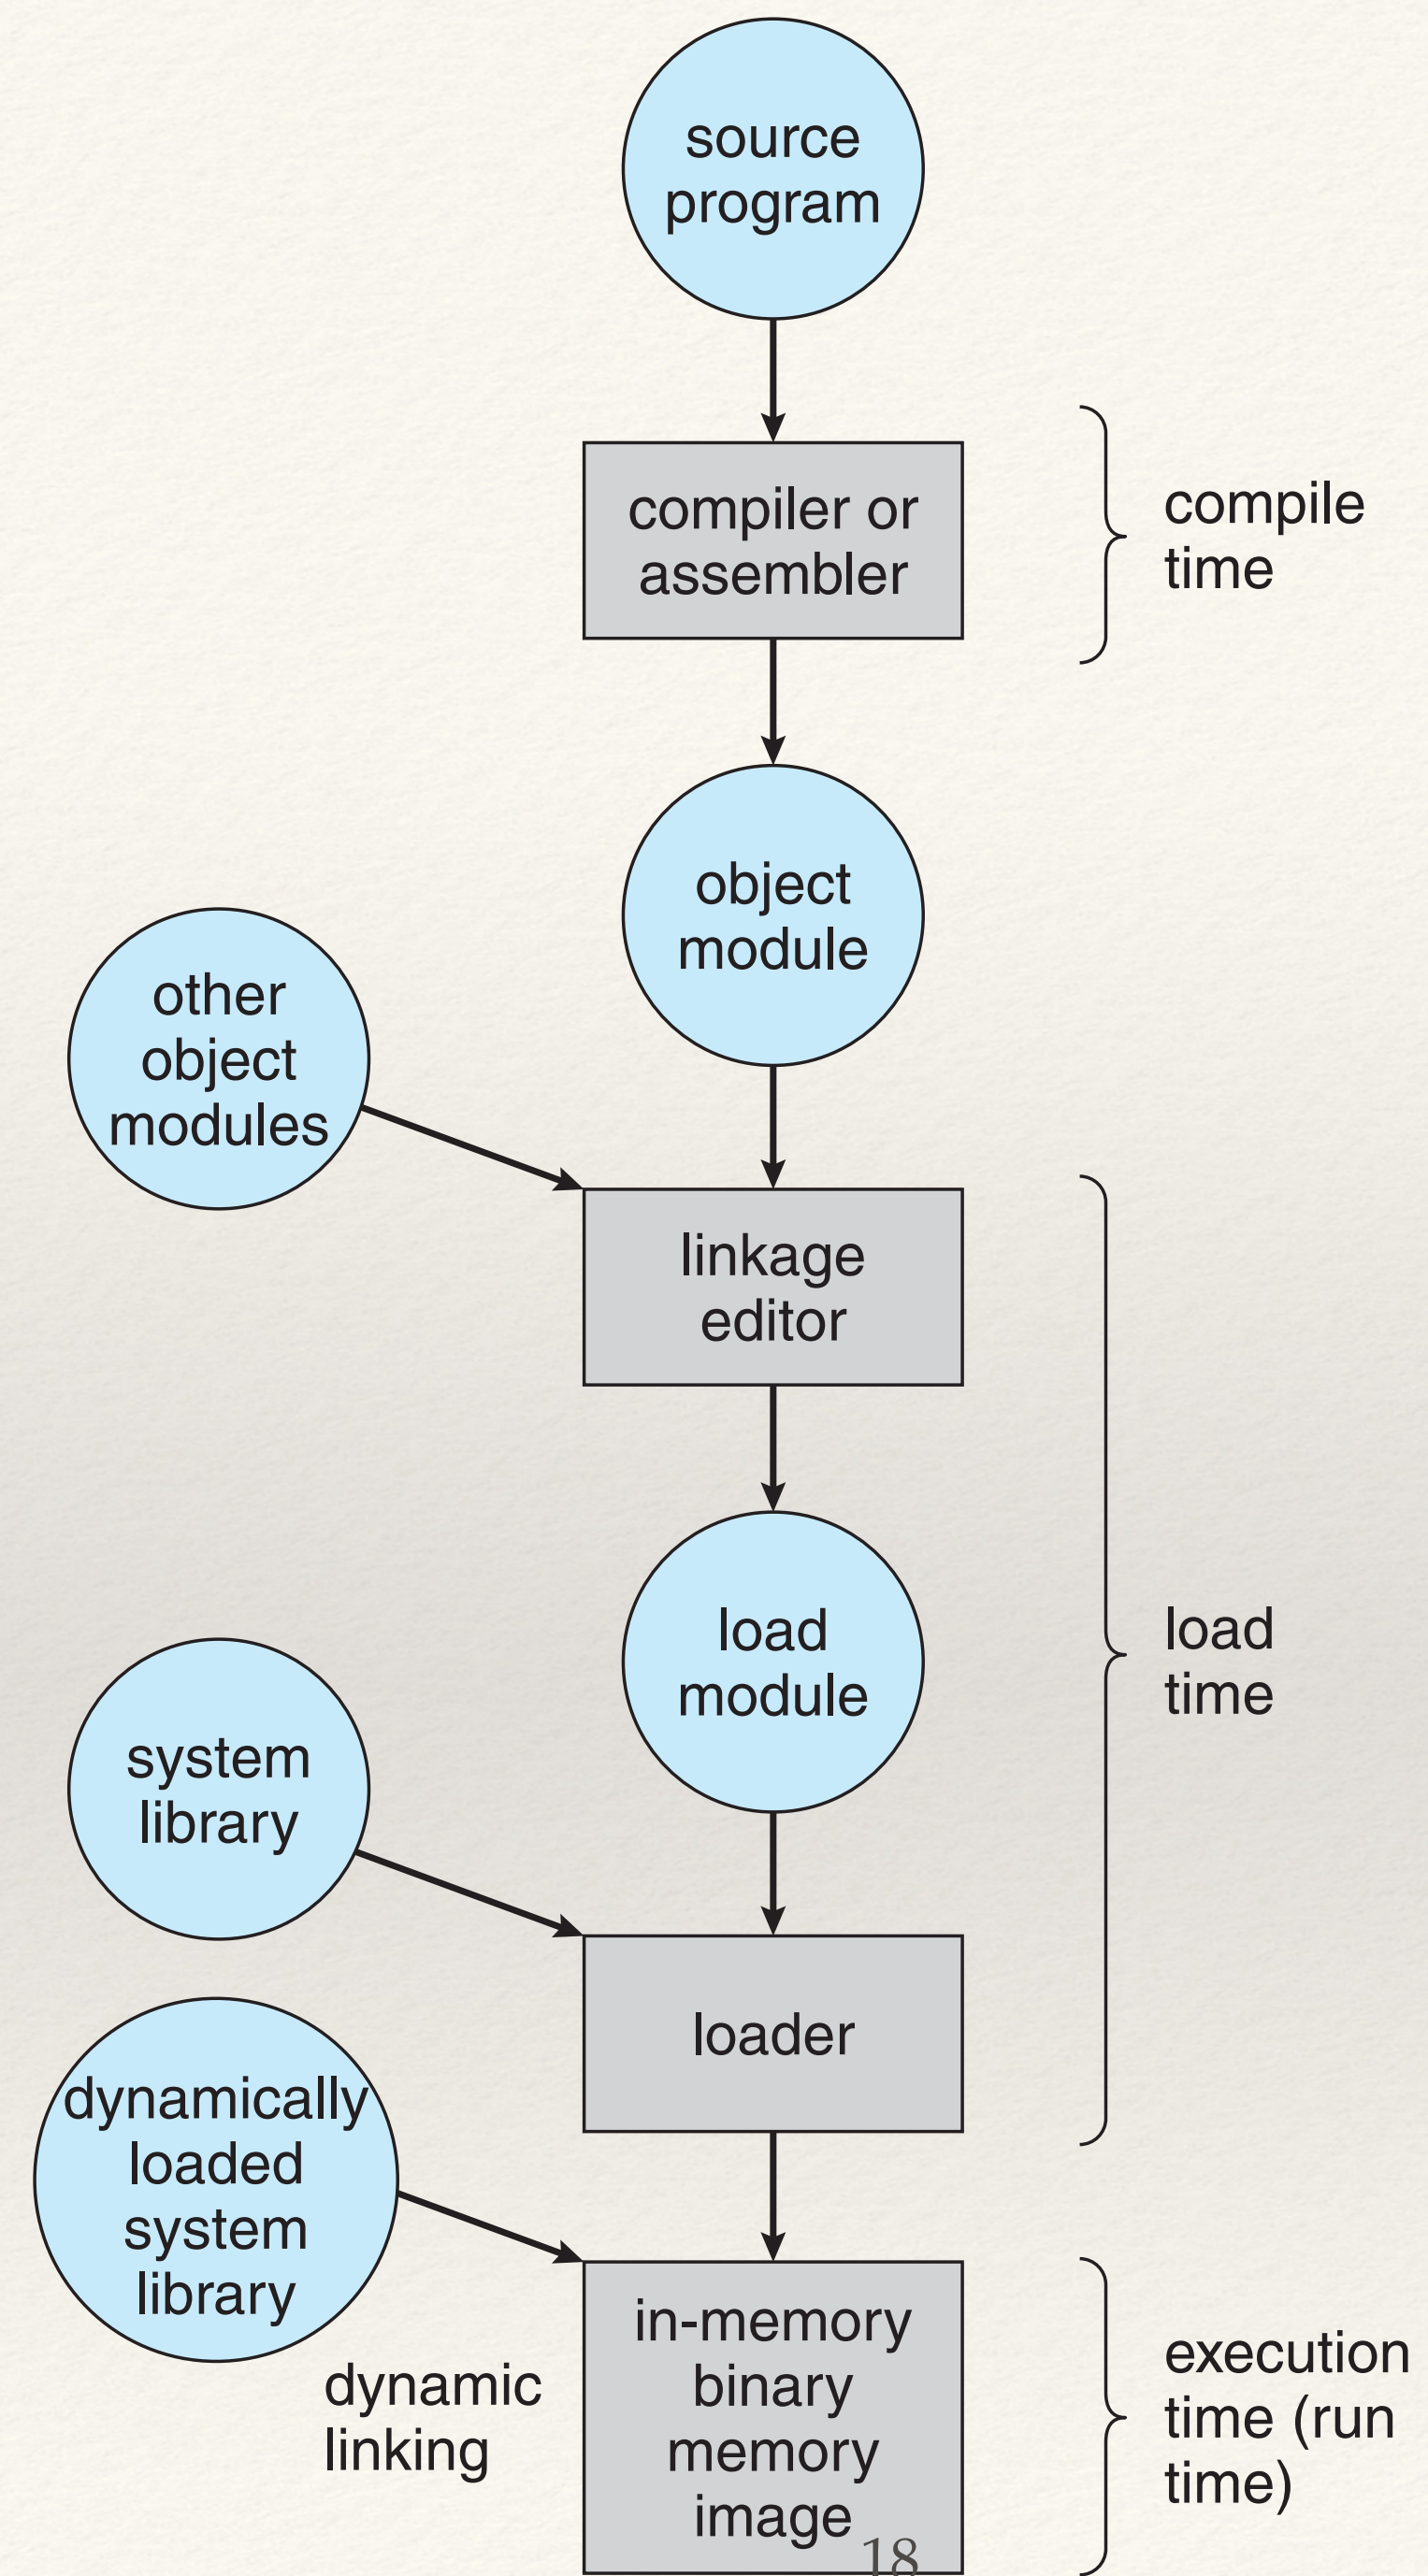 source
program
compiler or
assembler
compile
time
object
module
other
object
modules
linkage
editor
load
module
load
time
system
library
loader
dynamically
loaded
system
library
dynamic
linking
in-memory
binary
memory
image
execution
time (run
time)
18